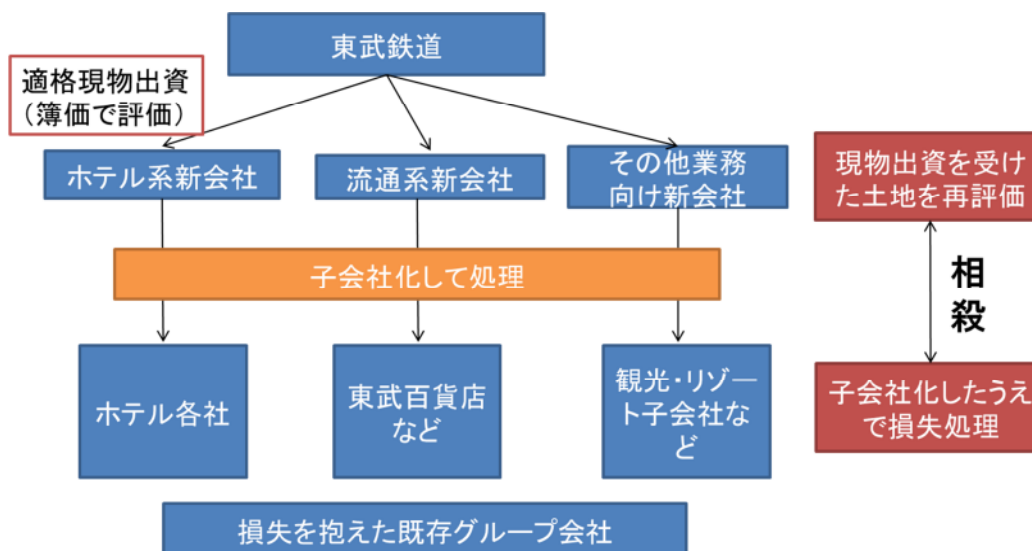 東武鉄道
適格現物出資
（簿価で評価）
ホテル系新会社
流通系新会社
その他業務
向け新会社
現物出資を受け
た土地を再評価
子会社化して処理
相
殺
ホテル各社
東武百貨店
など
観光・リゾー
ト子会社な
ど
子会社化したうえ
で損失処理
損失を抱えた既存グループ会社